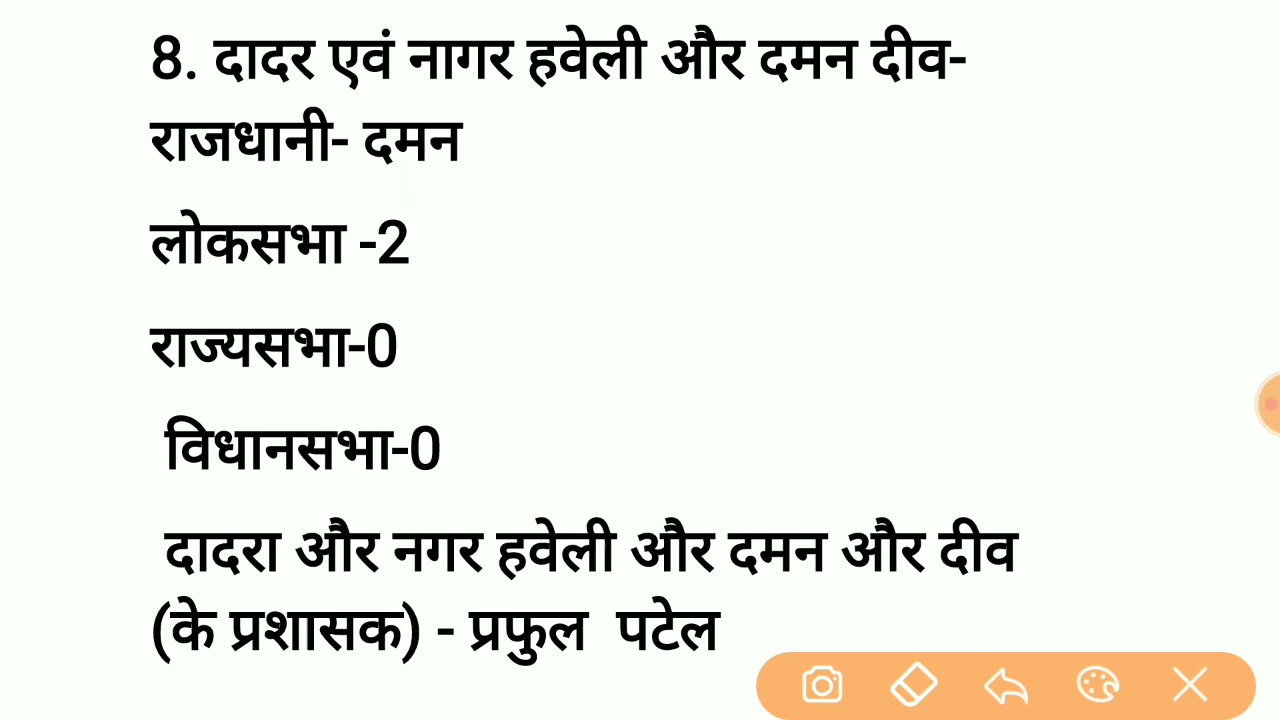 8. दादर एवं नागर हवेली और दमन दीव-
राजधानी- दमन
लोकसभा -2
राज्यसभा-0
विधानसभा-0
दादरा और नगर हवेली और दमन और दीव
(के प्रशासक) - प्रफुल पटेल